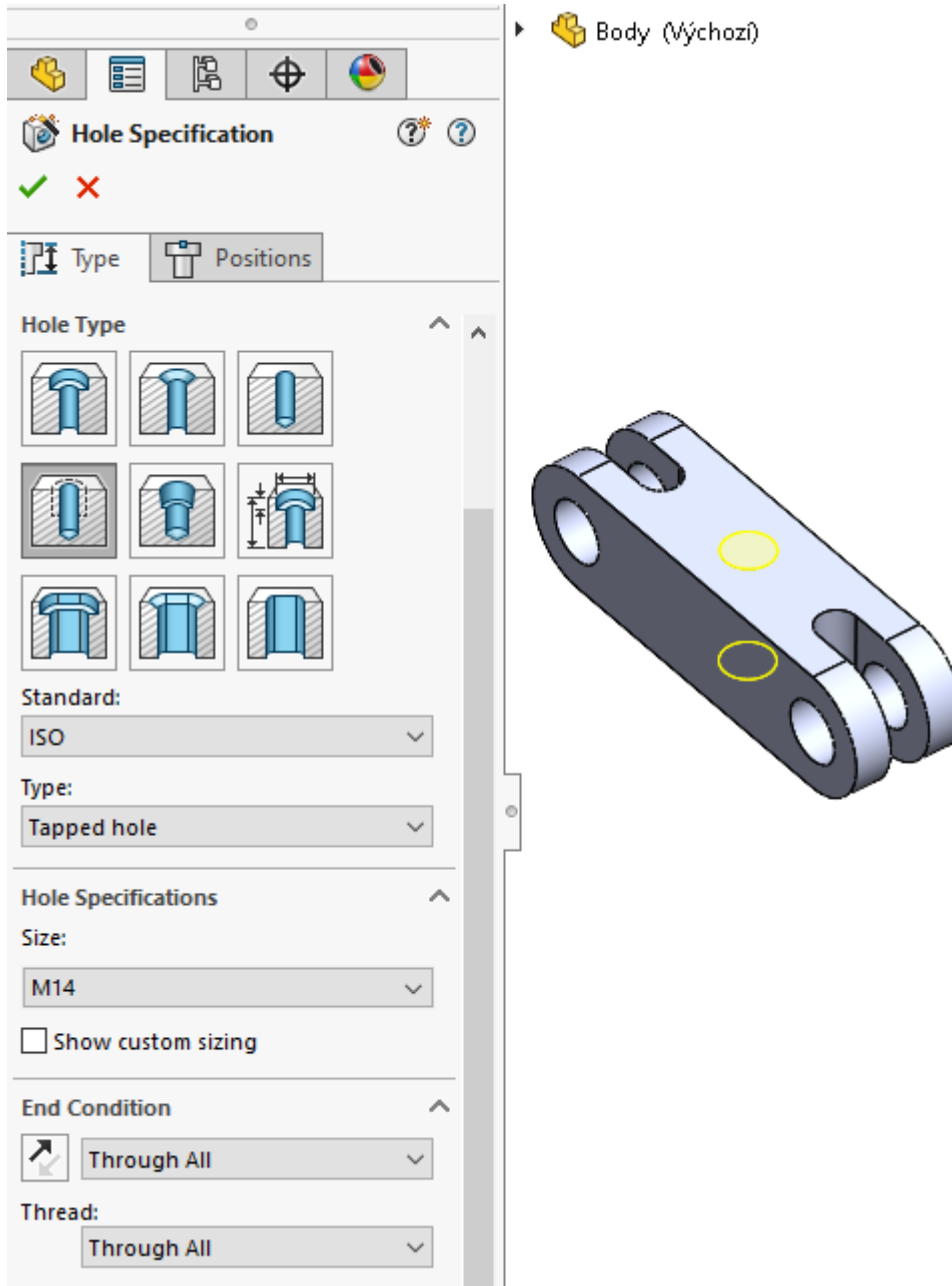 Body (Výchozí)
Hole Specification
Type
Positions
Hole Type
Standard:
ISO
Type:
Tapped hole
Hole Specifications
Size:
M14
Show custom sizing
End Condition
Through All
Thread:
Through All